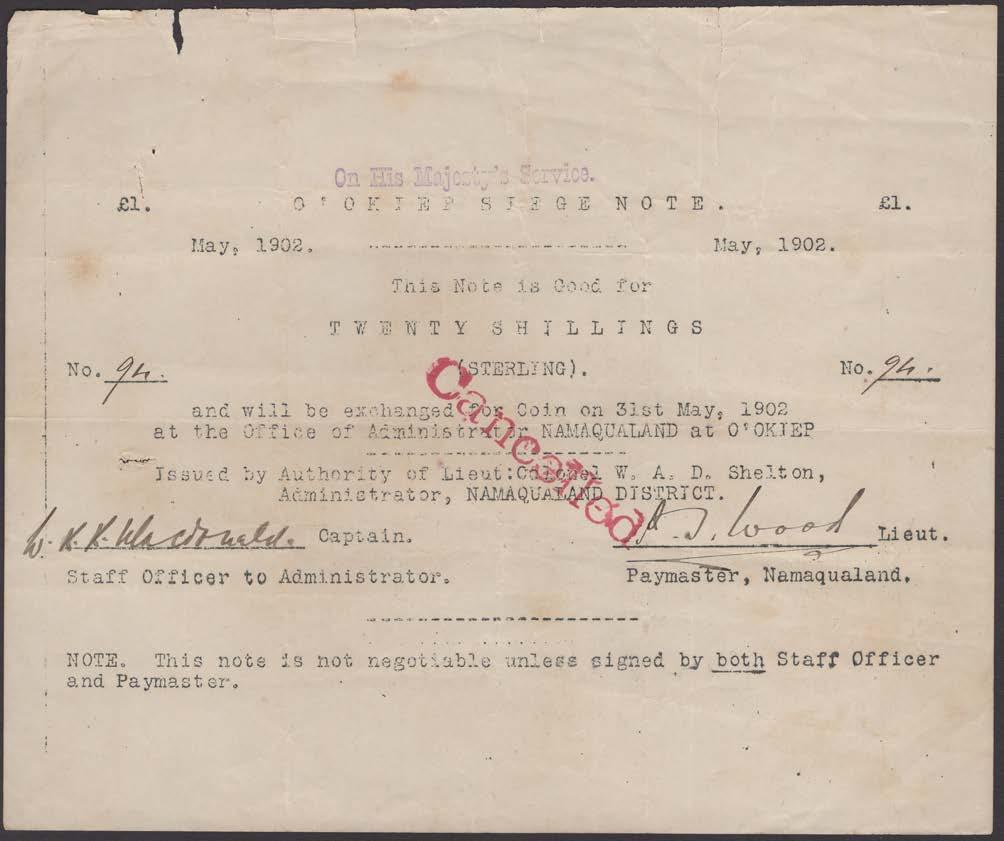 On His Majesty's Service.
£1. O'OKIEP SIEGE NOTE. £1.
May, 1902. May, 1902.
This Note is Good for
TWENTY SHILLINGS
No. 94. (STERLING). No. 94.
Cancelled
and will be exchanged for Coin on 31st May, 1902
at the Office of Administrator NAMAQUALAND at O'OKIEP
Issued by Authority of Lieut:Colonel W. A. D. Shelton,
Administrator, NAMAQUALAND DISTRICT.
W. K. K. Macdonald. Captain. Wood Lieut.
Staff Officer to Administrator. Paymaster, Namaqualand.
NOTE. This note is not negotiable unless signed by both Staff Officer
and Paymaster.